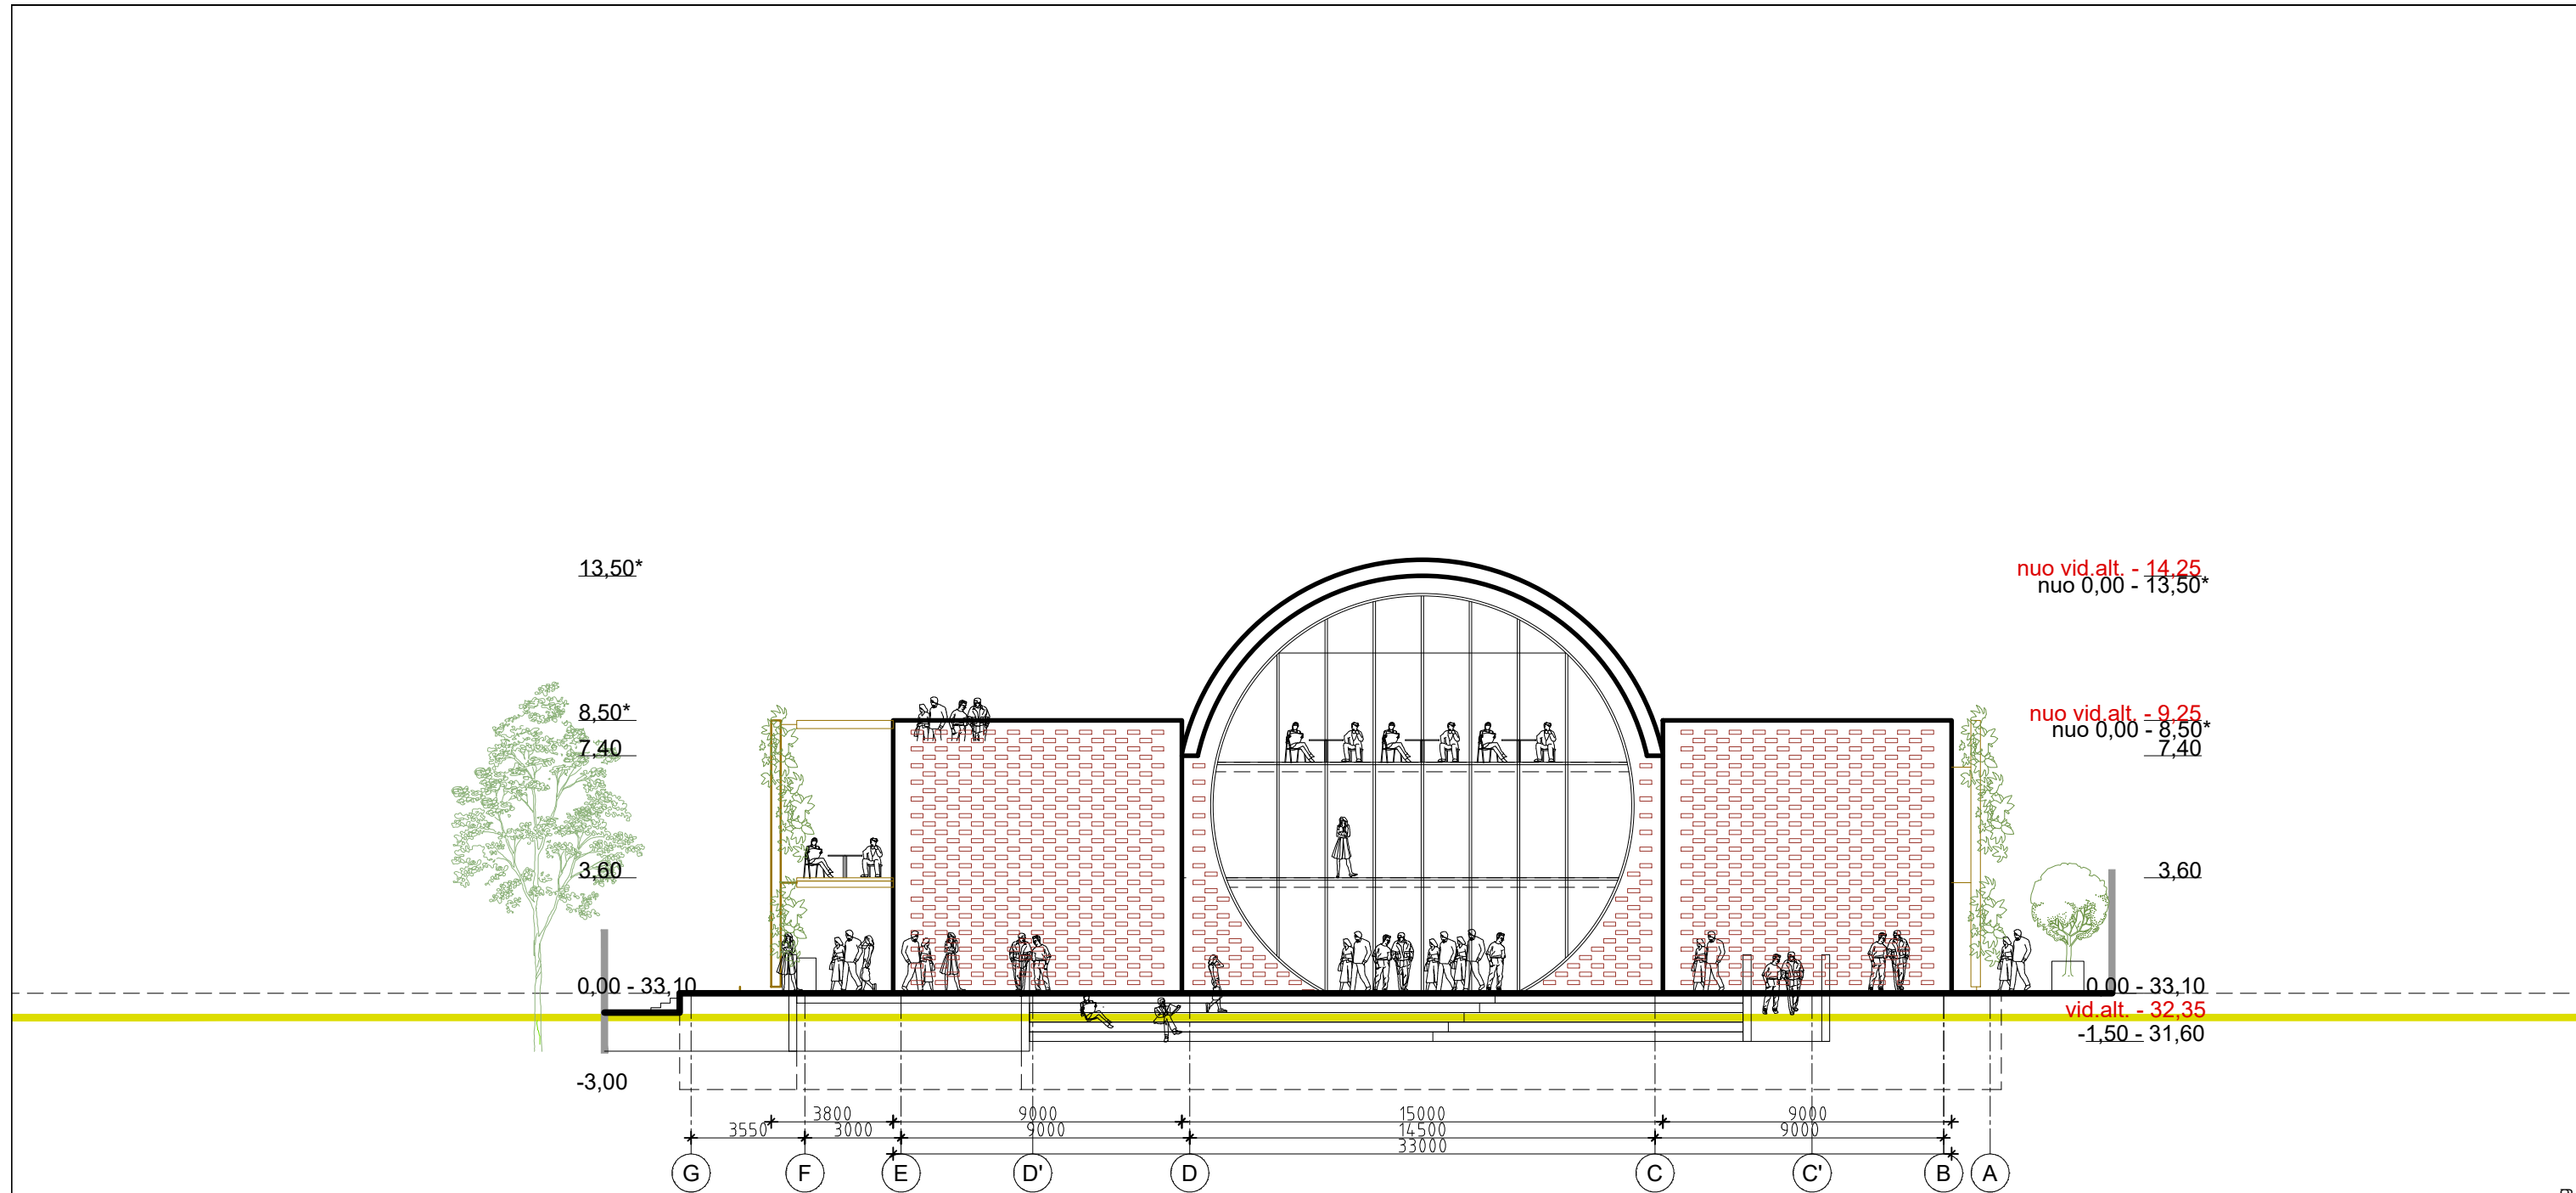 13,50*
nuo vid.alt. - 14,25
nuo 0,00 - 13,50*
8,50*
nuo vid.alt. - 9,25
nuo 0,00 - 8,50*
7,40
7,40
3,60
3,60
0,00 - 33,10
0,00 - 33,10
vid.alt. - 32,35
-1,50 - 31,60
-3,00
3800
9000
15000
9000
3550
3000
9000
14500
9000
33000
G
F
E
D'
D
C
C'
B
A